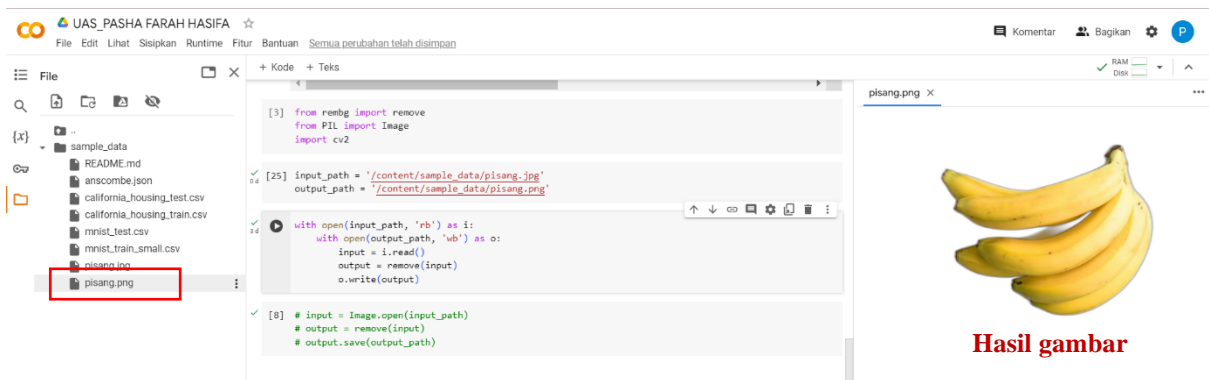 UAS_PASHA FARAH HASIFA
File Edit Lihat Sisipkan Runtime Fitur Bantuan Semua perubahan telah disimpan
Komentar
Bagikan
P
File
+ Kode + Teks
RAM
Disk
..
sample_data
README.md
anscombe.json
california_housing_test.csv
california_housing_train.csv
mnist_test.csv
mnist_train_small.csv
pisang.jpg
pisang.png
{x}
[3] from rembg import remove
from PIL import Image
import cv2
[25] input_path = '/content/sample_data/pisang.jpg'
0 d output_path = '/content/sample_data/pisang.png'
with open(input_path, 'rb') as i:
with open(output_path, 'wb') as o:
input = i.read()
output = remove(input)
o.write(output)
[8] # input = Image.open(input_path)
# output = remove(input)
# output.save(output_path)
pisang.png
Hasil gambar